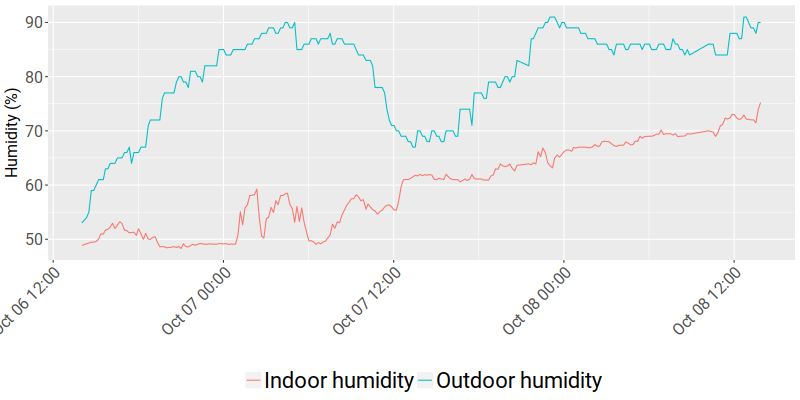 Humidity (%)
90
80
70
60
50
Oct 06 12:00
Oct 07 00:00
Oct 07 12:00
Oct 08 00:00
Oct 08 12:00
Indoor humidity Outdoor humidity